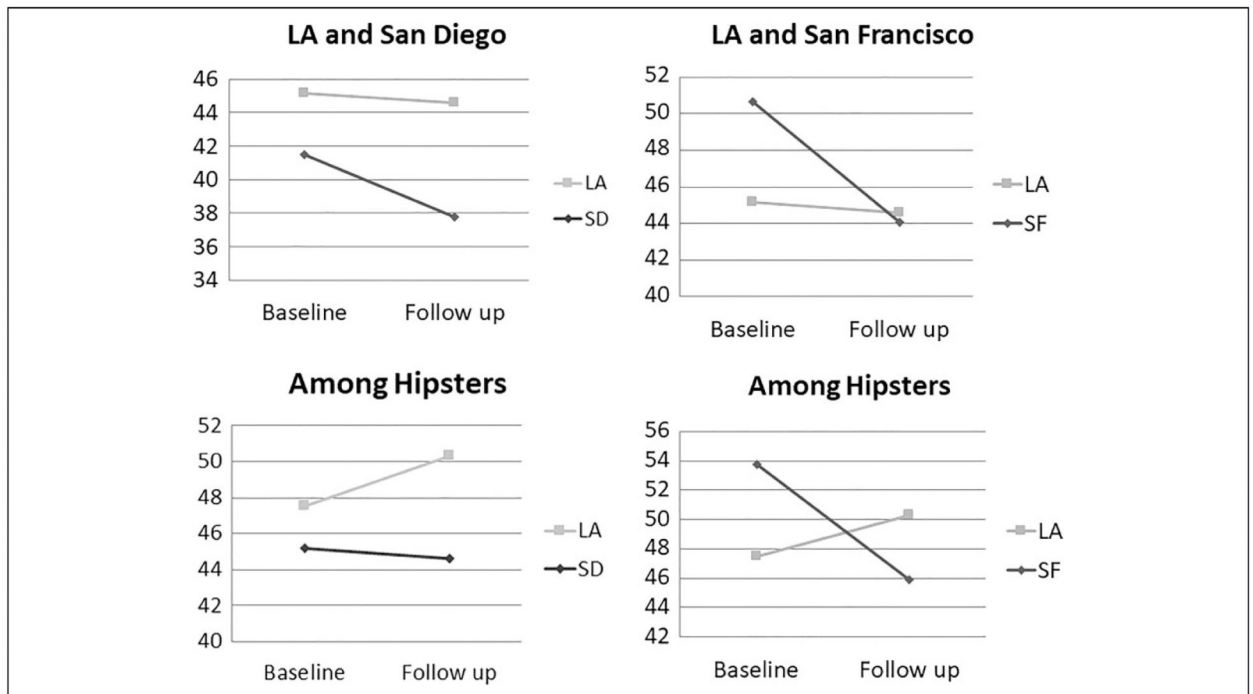 LA and San Diego
46
44
42
40
38
36
34
Baseline Follow up
LA
SD
LA and San Francisco
52
50
48
46
44
42
40
Baseline Follow up
LA
SF
Among Hipsters
52
50
48
46
44
42
40
Baseline Follow up
LA
SD
Among Hipsters
56
54
52
50
48
46
44
42
Baseline Follow up
LA
SF